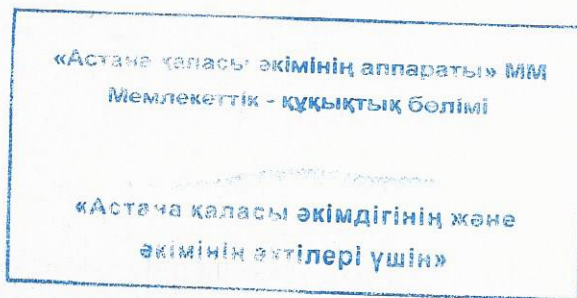 «Астана қаласы әкімінің аппараты» ММ
Мемлекеттік - құқықтық бөлімі
«Астана қаласы әкімдігінің және
әкімінің актілері үшін»